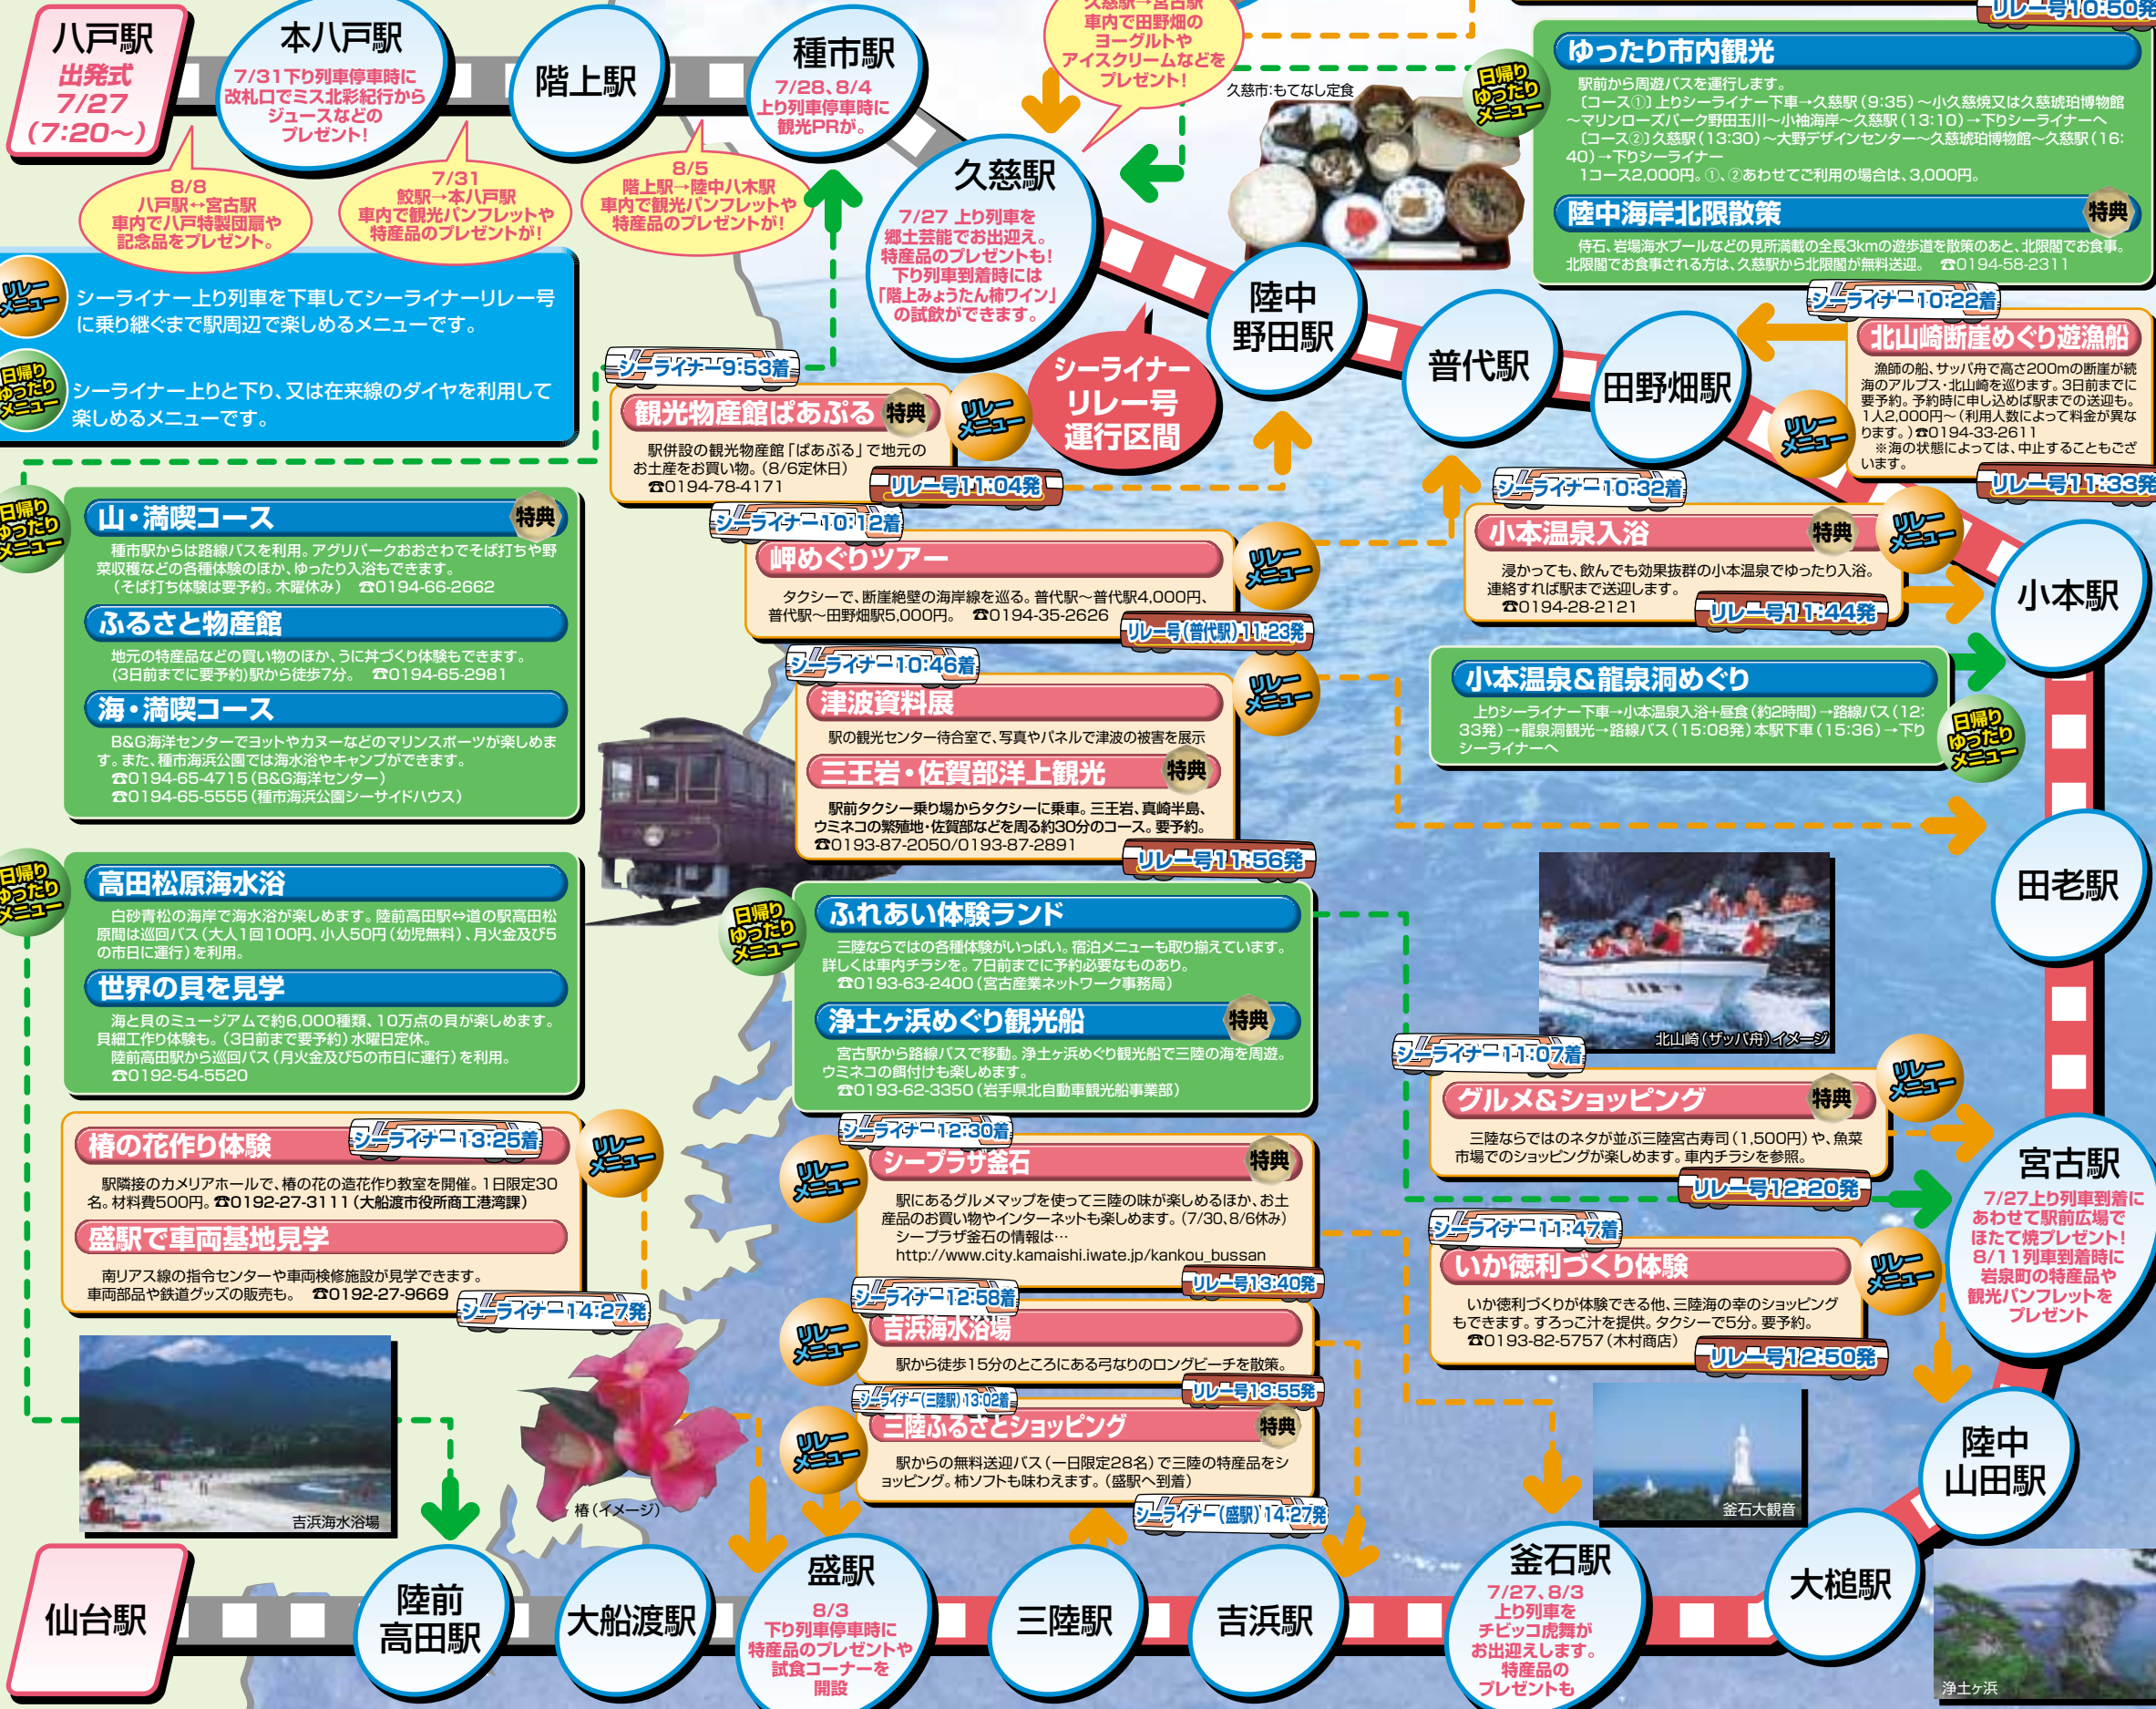 八戸駅
出発式
7/27
(7:20〜)
本八戸駅
7/31下り列車停車時に
改札口でミス北彩紀行から
ジュースなどの
プレゼント!
階上駅
種市駅
7/28、8/4
上り列車停車時に
観光PRが。
久慈駅→宮古駅
車内で田野畑の
ヨーグルトや
アイスクリームなどを
プレゼント!
リレー号10:50発
8/8
八戸駅↔宮古駅
車内で八戸特製団扇や
記念品をプレゼント。
7/31
鮫駅→本八戸駅
車内で観光パンフレットや
特産品のプレゼントが!
8/5
階上駅→陸中八木駅
車内で観光パンフレットや
特産品のプレゼントが!
久慈駅
7/27 上り列車を
郷土芸能でお出迎え。
特産品のプレゼントも!
下り列車到着時には
「階上みょうたん柿ワイン」
の試飲ができます。
久慈市:もてなし定食
日帰り
ゆったり
メニュー
ゆったり市内観光
駅前から周遊バスを運行します。
〔コース①〕上りシーライナー下車→久慈駅(9:35)〜小久慈焼又は久慈琥珀博物館
〜マリンローズパーク野田玉川〜小袖海岸〜久慈駅(13:10)→下りシーライナーへ
〔コース②〕久慈駅(13:30)〜大野デザインセンター〜久慈琥珀博物館〜久慈駅(16:
40)→下りシーライナー
1コース2,000円。①、②あわせてご利用の場合は、3,000円。
陸中海岸北限散策
特典
侍石、岩場海水プールなどの見所満載の全長3kmの遊歩道を散策のあと、北限閣でお食事。
北限閣でお食事される方は、久慈駅から北限閣が無料送迎。 ☎0194-58-2311
リレー
メニュー
シーライナー上り列車を下車してシーライナーリレー号
に乗り継ぐまで駅周辺で楽しめるメニューです。
日帰り
ゆったり
メニュー
シーライナー上りと下り、又は在来線のダイヤを利用して
楽しめるメニューです。
シーライナー
リレー号
運行区間
陸中
野田駅
普代駅
田野畑駅
シーライナー10:22着
北山崎断崖めぐり遊漁船
漁師の船、サッパ舟で高さ200mの断崖が続
海のアルプス・北山崎を巡ります。3日前までに
要予約。予約時に申し込めば駅までの送迎も。
1人2,000円〜(利用人数によって料金が異な
ります。)☎0194-33-2611
※海の状態によっては、中止することもござ
います。
リレー
メニュー
リレー号11:33発
シーライナー9:53着
観光物産館ぱあぷる
特典
リレー
メニュー
駅併設の観光物産館「ぱあぷる」で地元の
お土産をお買い物。(8/6定休日)
☎0194-78-4171
リレー号11:04発
シーライナー10:12着
岬めぐりツアー
リレー
メニュー
タクシーで、断崖絶壁の海岸線を巡る。普代駅〜普代駅4,000円、
普代駅〜田野畑駅5,000円。 ☎0194-35-2626
リレー号(普代駅)11:23発
シーライナー10:32着
小本温泉入浴
特典
リレー
メニュー
浸かっても、飲んでも効果抜群の小本温泉でゆったり入浴。
連絡すれば駅まで送迎します。
☎0194-28-2121
リレー号11:44発
小本駅
日帰り
ゆったり
メニュー
山・満喫コース
特典
種市駅からは路線バスを利用。アグリパークおおさわでそば打ちや野
菜収穫などの各種体験のほか、ゆったり入浴もできます。
(そば打ち体験は要予約。木曜休み) ☎0194-66-2662
ふるさと物産館
地元の特産品などの買い物のほか、うに丼づくり体験もできます。
(3日前までに要予約)駅から徒歩7分。 ☎0194-65-2981
海・満喫コース
B&G海洋センターでヨットやカヌーなどのマリンスポーツが楽しめま
す。また、種市海浜公園では海水浴やキャンプができます。
☎0194-65-4715(B&G海洋センター)
☎0194-65-5555(種市海浜公園シーサイドハウス)
シーライナー10:46着
津波資料展
リレー
メニュー
駅の観光センター待合室で、写真やパネルで津波の被害を展示
三王岩・佐賀部洋上観光
特典
駅前タクシー乗り場からタクシーに乗車。三王岩、真崎半島、
ウミネコの繁殖地・佐賀部などを周る約30分のコース。要予約。
☎0193-87-2050/0193-87-2891
リレー号11:56発
小本温泉&龍泉洞めぐり
上りシーライナー下車→小本温泉入浴+昼食(約2時間)→路線バス(12:
33発)→龍泉洞観光→路線バス(15:08発)本駅下車(15:36)→下り
シーライナーへ
日帰り
ゆったり
メニュー
田老駅
日帰り
ゆったり
メニュー
高田松原海水浴
白砂青松の海岸で海水浴が楽しめます。陸前高田駅⇔道の駅高田松
原間は巡回バス(大人1回100円、小人50円(幼児無料)、月火金及び5
の市日に運行)を利用。
世界の貝を見学
海と貝のミュージアムで約6,000種類、10万点の貝が楽しめます。
貝細工作り体験も。(3日前まで要予約)水曜日定休。
陸前高田駅から巡回バス(月火金及び5の市日に運行)を利用。
☎0192-54-5520
日帰り
ゆったり
メニュー
ふれあい体験ランド
三陸ならではの各種体験がいっぱい。宿泊メニューも取り揃えています。
詳しくは車内チラシを。7日前までに予約必要なものあり。
☎0193-63-2400(宮古産業ネットワーク事務局)
浄土ヶ浜めぐり観光船
特典
宮古駅から路線バスで移動。浄土ヶ浜めぐり観光船で三陸の海を周遊。
ウミネコの餌付けも楽しめます。
☎0193-62-3350(岩手県北自動車観光船事業部)
北山崎(ザッパ舟)イメージ
シーライナー11:07着
グルメ&ショッピング
特典
リレー
メニュー
三陸ならではのネタが並ぶ三陸宮古寿司(1,500円)や、魚菜
市場でのショッピングが楽しめます。車内チラシを参照。
リレー号12:20発
宮古駅
7/27上り列車到着に
あわせて駅前広場で
ほたて焼プレゼント!
8/11列車到着時に
岩泉町の特産品や
観光パンフレットを
プレゼント
椿の花作り体験
シーライナー13:25着
リレー
メニュー
駅隣接のカメリアホールで、椿の花の造花作り教室を開催。1日限定30
名。材料費500円。☎0192-27-3111(大船渡市役所商工港湾課)
盛駅で車両基地見学
南リアス線の指令センターや車両検修施設が見学できます。
車両部品や鉄道グッズの販売も。 ☎0192-27-9669
シーライナー14:27発
シーライナー12:30着
シープラザ釜石
特典
リレー
メニュー
駅にあるグルメマップを使って三陸の味が楽しめるほか、お土
産品のお買い物やインターネットも楽しめます。(7/30、8/6休み)
シープラザ釜石の情報は…
http://www.city.kamaishi.iwate.jp/kankou_bussan
リレー号13:40発
シーライナー11:47着
いか徳利づくり体験
リレー
メニュー
いか徳利づくりが体験できる他、三陸海の幸のショッピング
もできます。するっこ汁を提供。タクシーで5分。要予約。
☎0193-82-5757(木村商店)
リレー号12:50発
シーライナー12:58着
吉浜海水浴場
リレー
メニュー
駅から徒歩15分のところにある弓なりのロングビーチを散策。
リレー号13:55発
シーライナー(三陸駅)13:02着
三陸ふるさとショッピング
特典
リレー
メニュー
駅からの無料送迎バス(一日限定28名)で三陸の特産品をシ
ョッピング。柿ソフトも味わえます。(盛駅へ到着)
シーライナー(盛駅)14:27発
吉浜海水浴場
椿(イメージ)
釜石大観音
陸中
山田駅
仙台駅
陸前
高田駅
大船渡駅
盛駅
8/3
下り列車停車時に
特産品のプレゼントや
試食コーナーを
開設
三陸駅
吉浜駅
釜石駅
7/27、8/3
上り列車を
チビッコ虎舞が
お出迎えします。
特産品の
プレゼントも
大槌駅
浄土ヶ浜